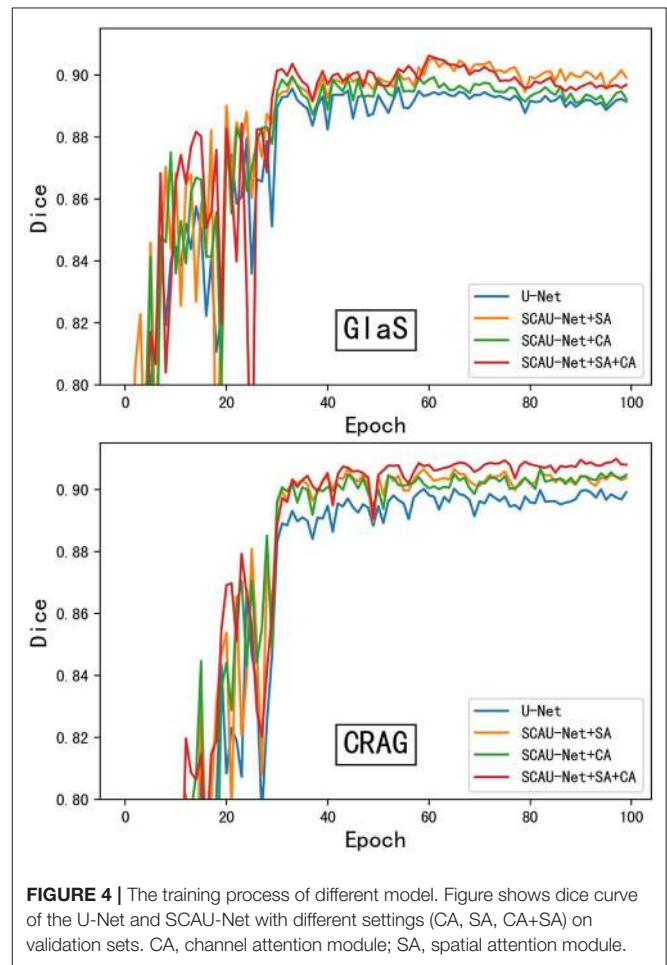 0.90
0.88
0.86
0.84
0.82
0.80
Dice
GlaS
U-Net
SCAU-Net+SA
SCAU-Net+CA
SCAU-Net+SA+CA
0 20 40 60 80 100
Epoch
0.90
0.88
0.86
0.84
0.82
0.80
Dice
CRAG
U-Net
SCAU-Net+SA
SCAU-Net+CA
SCAU-Net+SA+CA
0 20 40 60 80 100
Epoch
FIGURE 4 | The training process of different model. Figure shows dice curve
of the U-Net and SCAU-Net with different settings (CA, SA, CA+SA) on
validation sets. CA, channel attention module; SA, spatial attention module.